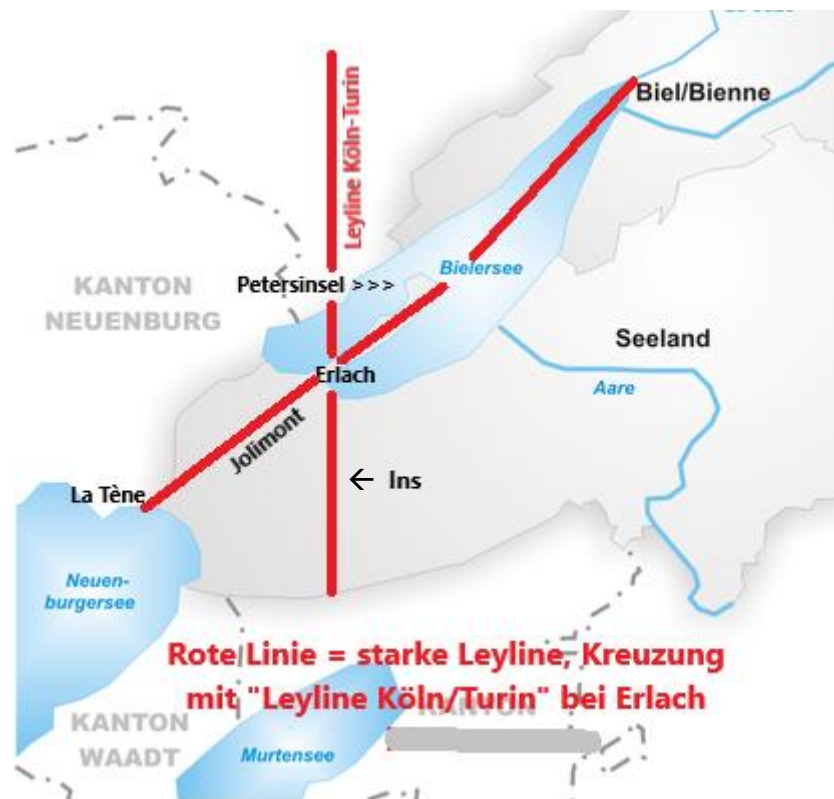 Biel/Bienne
Leyline Köln-Turin
KANTON
NEUENBURG
Petersinsel >>>
Bielersee
Seeland
Erlach
Aare
Jolimont
La Tène
← Ins
Neuen-
burgersee
Rote Linie = starke Leyline, Kreuzung
mit "Leyline Köln/Turin" bei Erlach
KANTON
KANTON
WAADT
Murtensee